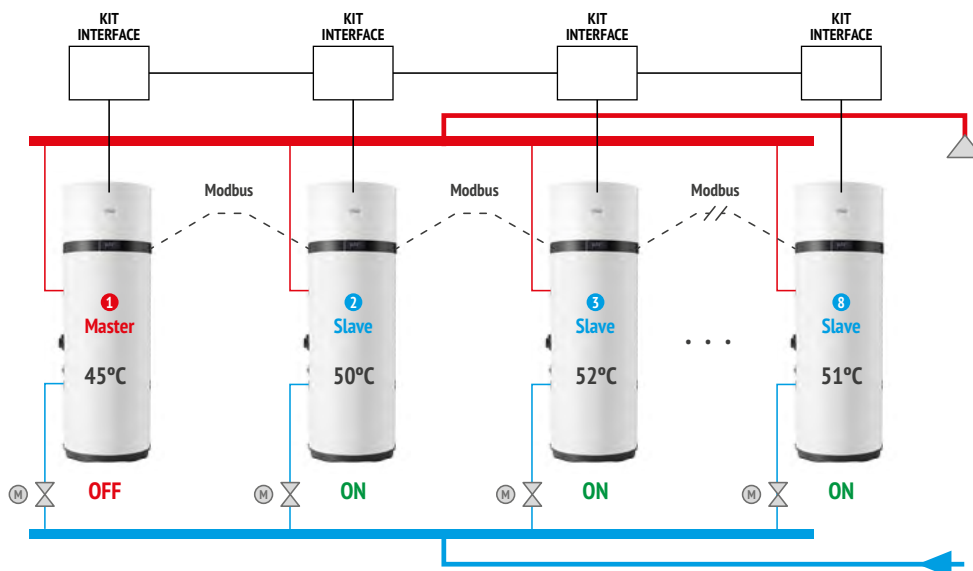 KIT
INTERFACE
KIT
INTERFACE
KIT
INTERFACE
KIT
INTERFACE
Modbus
Modbus
Modbus
1
Master
45ºC
2
Slave
50ºC
3
Slave
52ºC
. . .
8
Slave
51ºC
M
OFF
M
ON
M
ON
M
ON